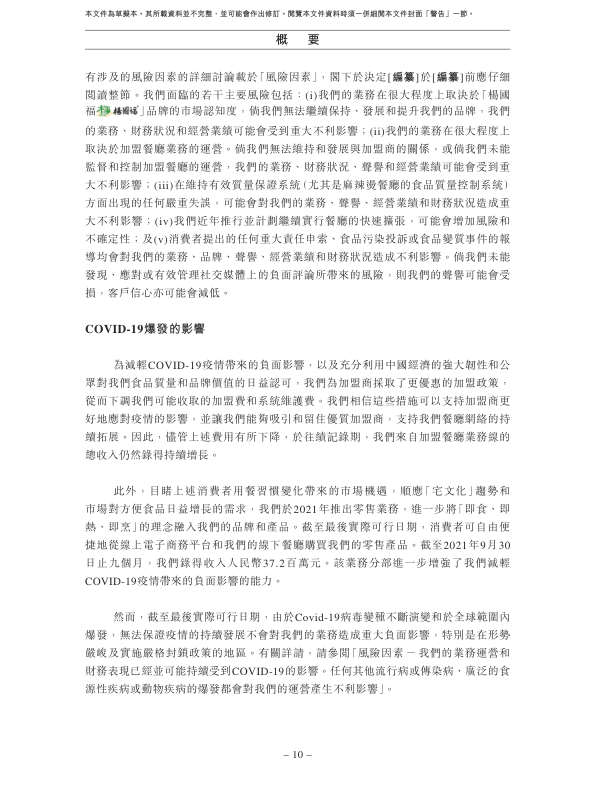 本文件為草擬本。其所載資料並不完整，並可能會作出修訂。閱覽本文件資料時須一併細閱本文件封面「警告」一節。
概　要
有涉及的風險因素的詳細討論載於「風險因素」，閣下於決定[編纂]於[編纂]前應仔細
閱讀整節。我們面臨的若干主要風險包括：(i)我們的業務在很大程度上取決於「楊國
福 楊國福」品牌的市場認知度，倘我們無法繼續保持、發展和提升我們的品牌，我們
的業務、財務狀況和經營業績可能會受到重大不利影響；(ii)我們的業務在很大程度上
取決於加盟餐廳業務的運營。倘我們無法維持和發展與加盟商的關係，或倘我們未能
監督和控制加盟餐廳的運營，我們的業務、財務狀況、聲譽和經營業績可能會受到重
大不利影響；(iii)在維持有效質量保證系統（尤其是麻辣燙餐廳的食品質量控制系統）
方面出現的任何嚴重失誤，可能會對我們的業務、聲譽、經營業績和財務狀況造成重
大不利影響；(iv)我們近年推行並計劃繼續實行餐廳的快速擴張，可能會增加風險和
不確定性；及(v)消費者提出的任何重大責任申索、食品污染投訴或食品變質事件的報
導均會對我們的業務、品牌、聲譽、經營業績和財務狀況造成不利影響。倘我們未能
發現、應對或有效管理社交媒體上的負面評論所帶來的風險，則我們的聲譽可能會受
損，客戶信心亦可能會減低。
COVID-19爆發的影響
為減輕COVID-19疫情帶來的負面影響，以及充分利用中國經濟的強大韌性和公
眾對我們食品質量和品牌價值的日益認可，我們為加盟商採取了更優惠的加盟政策，
從而下調我們可能收取的加盟費和系統維護費。我們相信這些措施可以支持加盟商更
好地應對疫情的影響，並讓我們能夠吸引和留住優質加盟商，支持我們餐廳網絡的持
續拓展。因此，儘管上述費用有所下降，於往績記錄期，我們來自加盟餐廳業務線的
總收入仍然錄得持續增長。
此外，目睹上述消費者用餐習慣變化帶來的市場機遇，順應「宅文化」趨勢和
市場對方便食品日益增長的需求，我們於2021年推出零售業務，進一步將「即食、即
熱、即烹」的理念融入我們的品牌和產品。截至最後實際可行日期，消費者可自由便
捷地從線上電子商務平台和我們的線下餐廳購買我們的零售產品。截至2021年9月30
日止九個月，我們錄得收入人民幣37.2百萬元。該業務分部進一步增強了我們減輕
COVID-19疫情帶來的負面影響的能力。
然而，截至最後實際可行日期，由於Covid-19病毒變種不斷演變和於全球範圍內
爆發，無法保證疫情的持續發展不會對我們的業務造成重大負面影響，特別是在形勢
嚴峻及實施嚴格封鎖政策的地區。有關詳請，請參閱「風險因素 － 我們的業務運營和
財務表現已經並可能持續受到COVID-19的影響。任何其他流行病或傳染病、廣泛的食
源性疾病或動物疾病的爆發都會對我們的運營產生不利影響」。
– 10 –